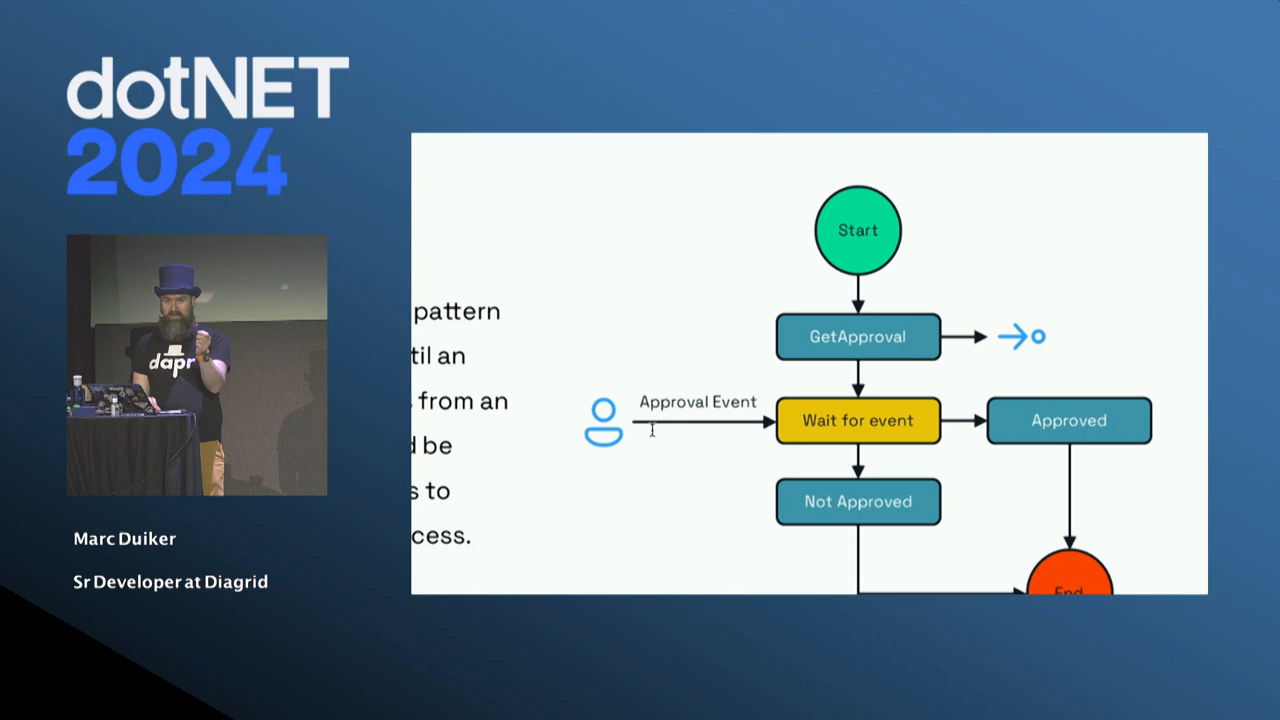 dotNET
2024
dapr
Marc Duiker
Sr Developer at Diagrid
pattern
til an
from an
d be
s to
cess.
Start
GetApproval
Approval Event
Wait for event
Approved
Not Approved
End